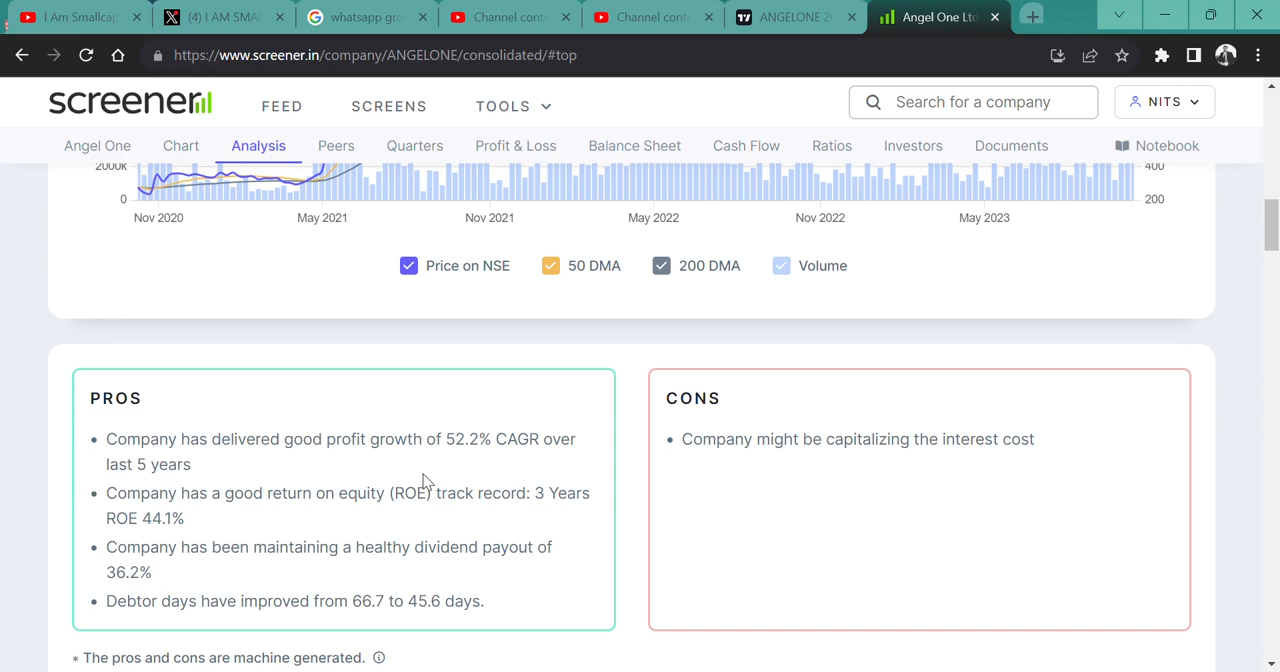 I Am Smallcap
(4) I AM SMAL
whatsapp gro
Channel conte
Channel conte
ANGELONE 2
Angel One Ltd
https://www.screener.in/company/ANGELONE/consolidated/#top
screener
FEED
SCREENS
TOOLS
Search for a company
NITS
Angel One
Chart
Analysis
Peers
Quarters
Profit & Loss
Balance Sheet
Cash Flow
Ratios
Investors
Documents
Notebook
2000k
400
0
200
Nov 2020
May 2021
Nov 2021
May 2022
Nov 2022
May 2023
Price on NSE
50 DMA
200 DMA
Volume
PROS
Company has delivered good profit growth of 52.2% CAGR over
last 5 years
Company has a good return on equity (ROE) track record: 3 Years
ROE 44.1%
Company has been maintaining a healthy dividend payout of
36.2%
Debtor days have improved from 66.7 to 45.6 days.
CONS
Company might be capitalizing the interest cost
* The pros and cons are machine generated.